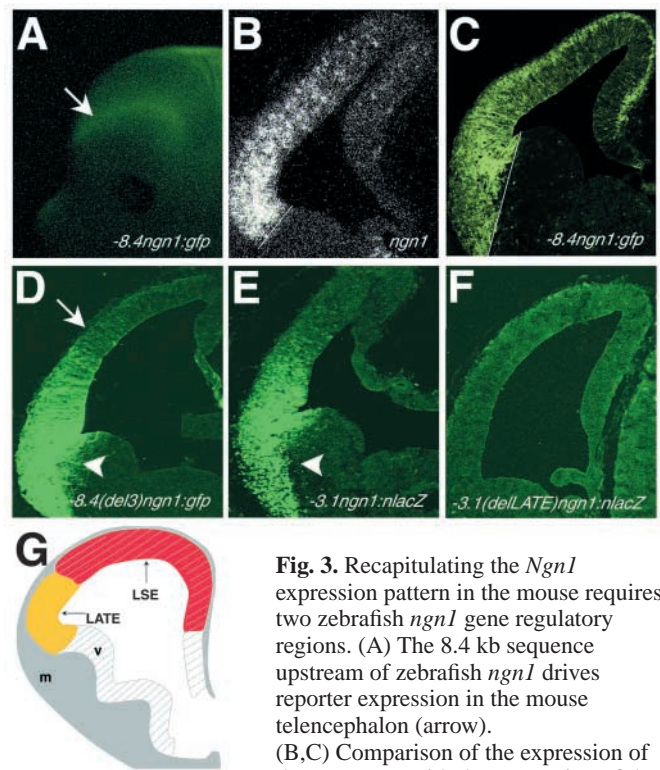 A
-8.4ngn1:gfp
B
ngn1
C
-8.4ngn1:gfp
D
-8.4(del3)ngn1:gfp
E
-3.1ngn1:nlacZ
F
-3.1(delLATE)ngn1:nlacZ
G
LSE
LATE
v
m
Fig. 3. Recapitulating the Ngn1
expression pattern in the mouse requires
two zebrafish ngn1 gene regulatory
regions. (A) The 8.4 kb sequence
upstream of zebrafish ngn1 drives
reporter expression in the mouse
telencephalon (arrow).
(B,C) Comparison of the expression of